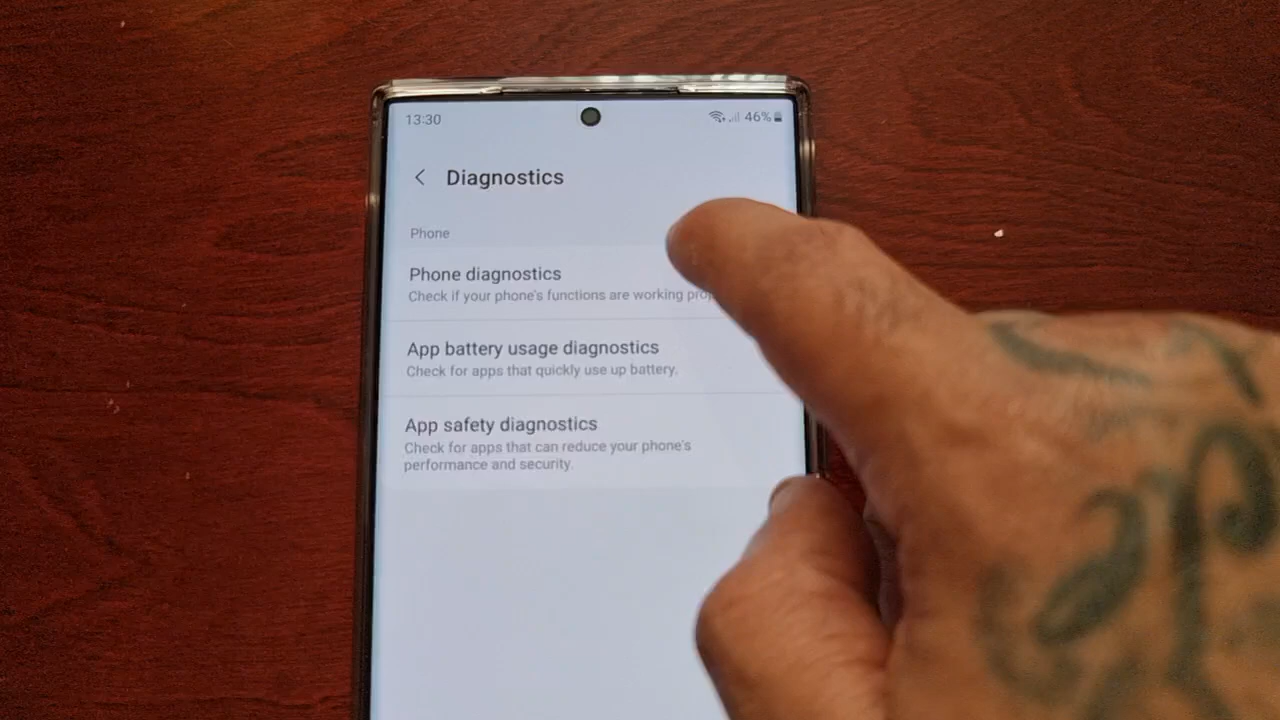 13:30
46%
Diagnostics
Phone
Phone diagnostics
Check if your phone's functions are working
App battery usage diagnostics
Check for apps that quickly use up battery.
App safety diagnostics
Check for apps that can reduce your phone's
performance and security.